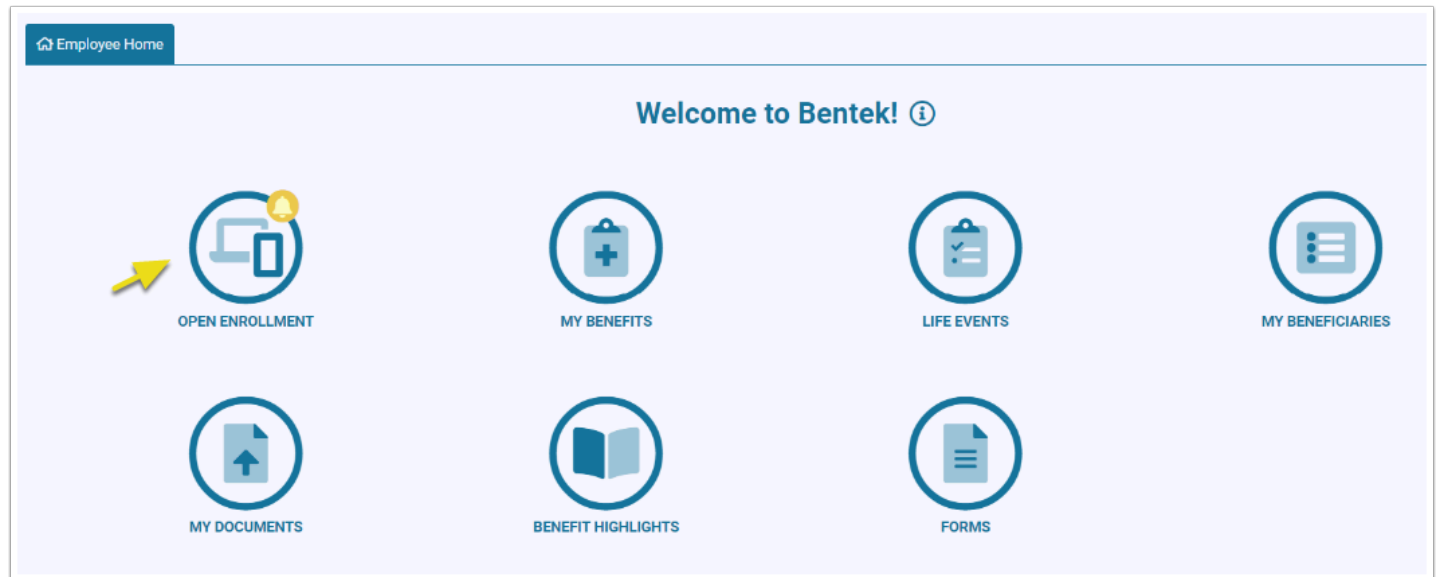 Employee Home
Welcome to Bentek!
OPEN ENROLLMENT
MY BENEFITS
LIFE EVENTS
MY BENEFICIARIES
MY DOCUMENTS
BENEFIT HIGHLIGHTS
FORMS